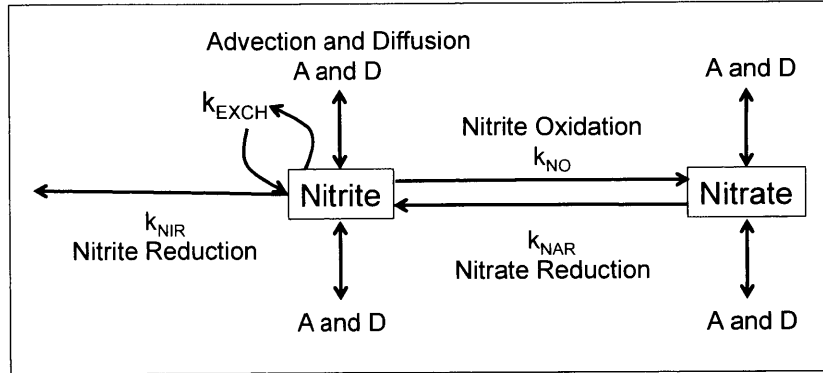 Advection and Diffusion
A and D
A and D
k_EXCH
Nitrite Oxidation
k_NO
Nitrite
Nitrate
k_NIR
Nitrite Reduction
k_NAR
Nitrate Reduction
A and D
A and D